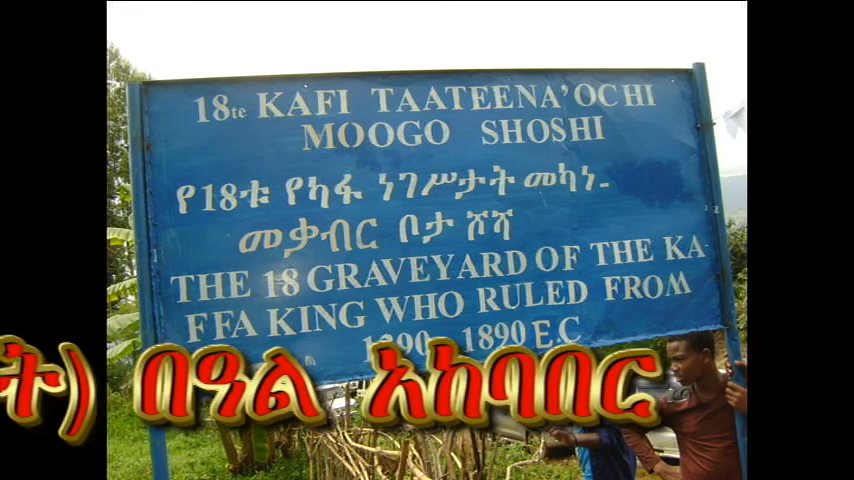 18te KAFI TAATEENA'OCHI
MOOGO SHOSHI
የ18ቱ የካፋ ነገሥታት መካነ-
መቃብር ቦታ ሾሻ
THE 18 GRAVEYARD OF THE KA-
FFA KING WHO RULED FROM
1890 E.C
ት) በዓል አከባበር